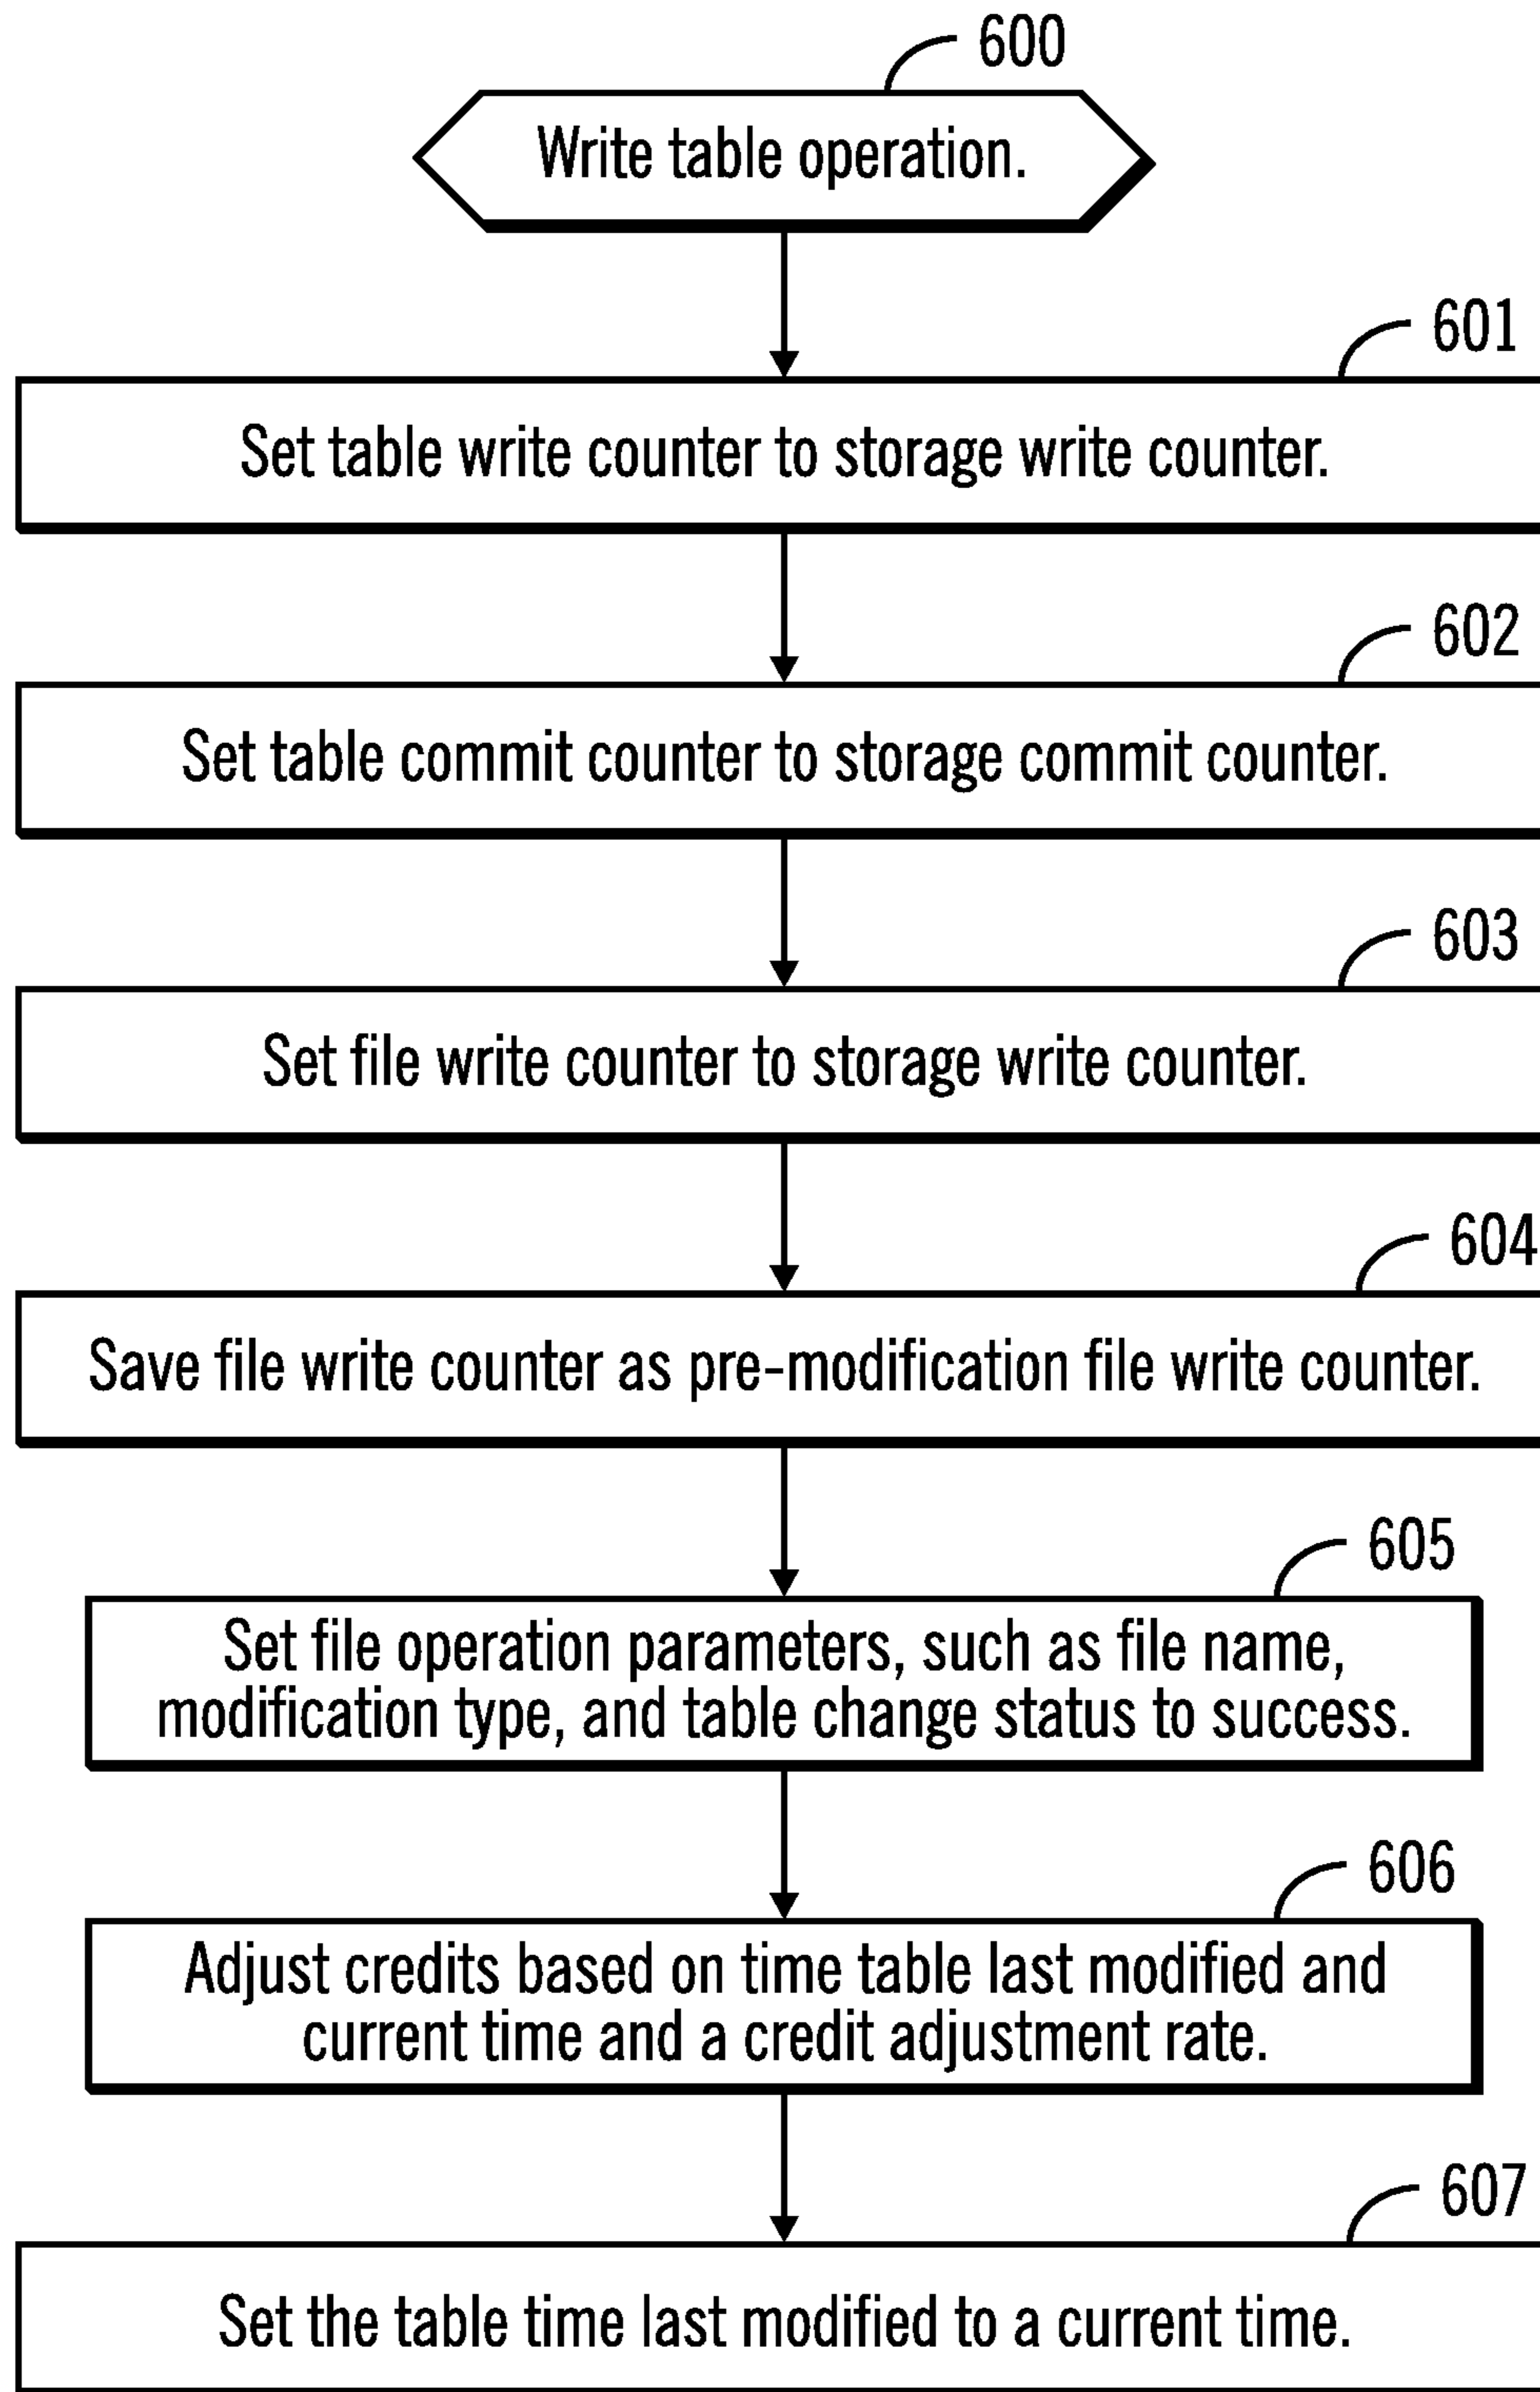 600
Write table operation.
601
Set table write counter to storage write counter.
602
Set table commit counter to storage commit counter.
603
Set file write counter to storage write counter.
604
Save file write counter as pre-modification file write counter.
605
Set file operation parameters, such as file name,
modification type, and table change status to success.
606
Adjust credits based on time table last modified and
current time and a credit adjustment rate.
607
Set the table time last modified to a current time.